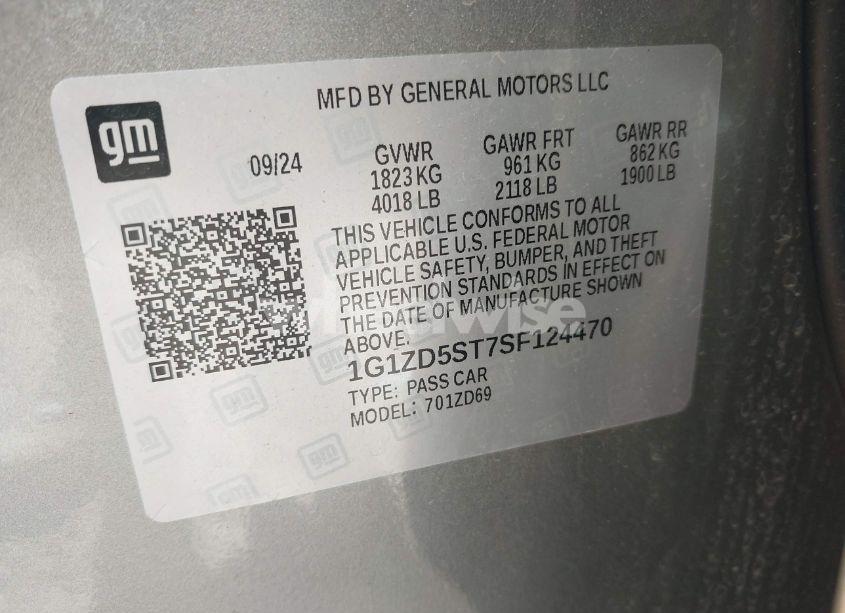 MFD BY GENERAL MOTORS LLC
gm
09/24
GVWR
1823 KG
4018 LB
GAWR FRT
961 KG
2118 LB
GAWR RR
862 KG
1900 LB
THIS VEHICLE CONFORMS TO ALL
APPLICABLE U.S. FEDERAL MOTOR
VEHICLE SAFETY, BUMPER, AND THEFT
PREVENTION STANDARDS IN EFFECT ON
THE DATE OF MANUFACTURE SHOWN
ABOVE.
1G1ZD5ST7SF124470
TYPE: PASS CAR
MODEL: 701ZD69